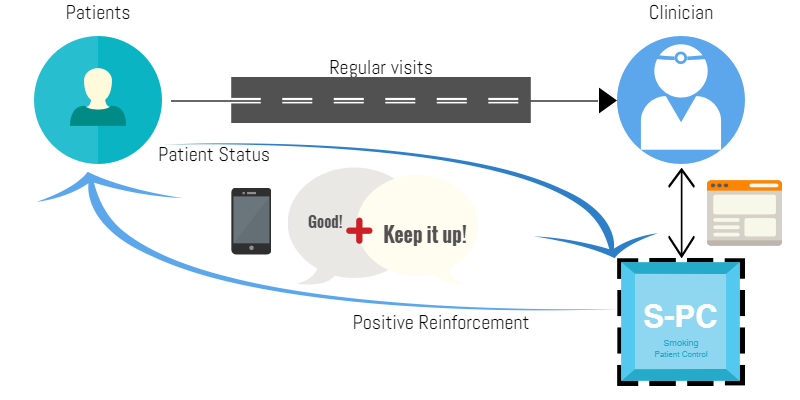 Patients
Clinician
Regular visits
Patient Status
Good!
Keep it up!
Positive Reinforcement
S-PC
Smoking
Patient Control